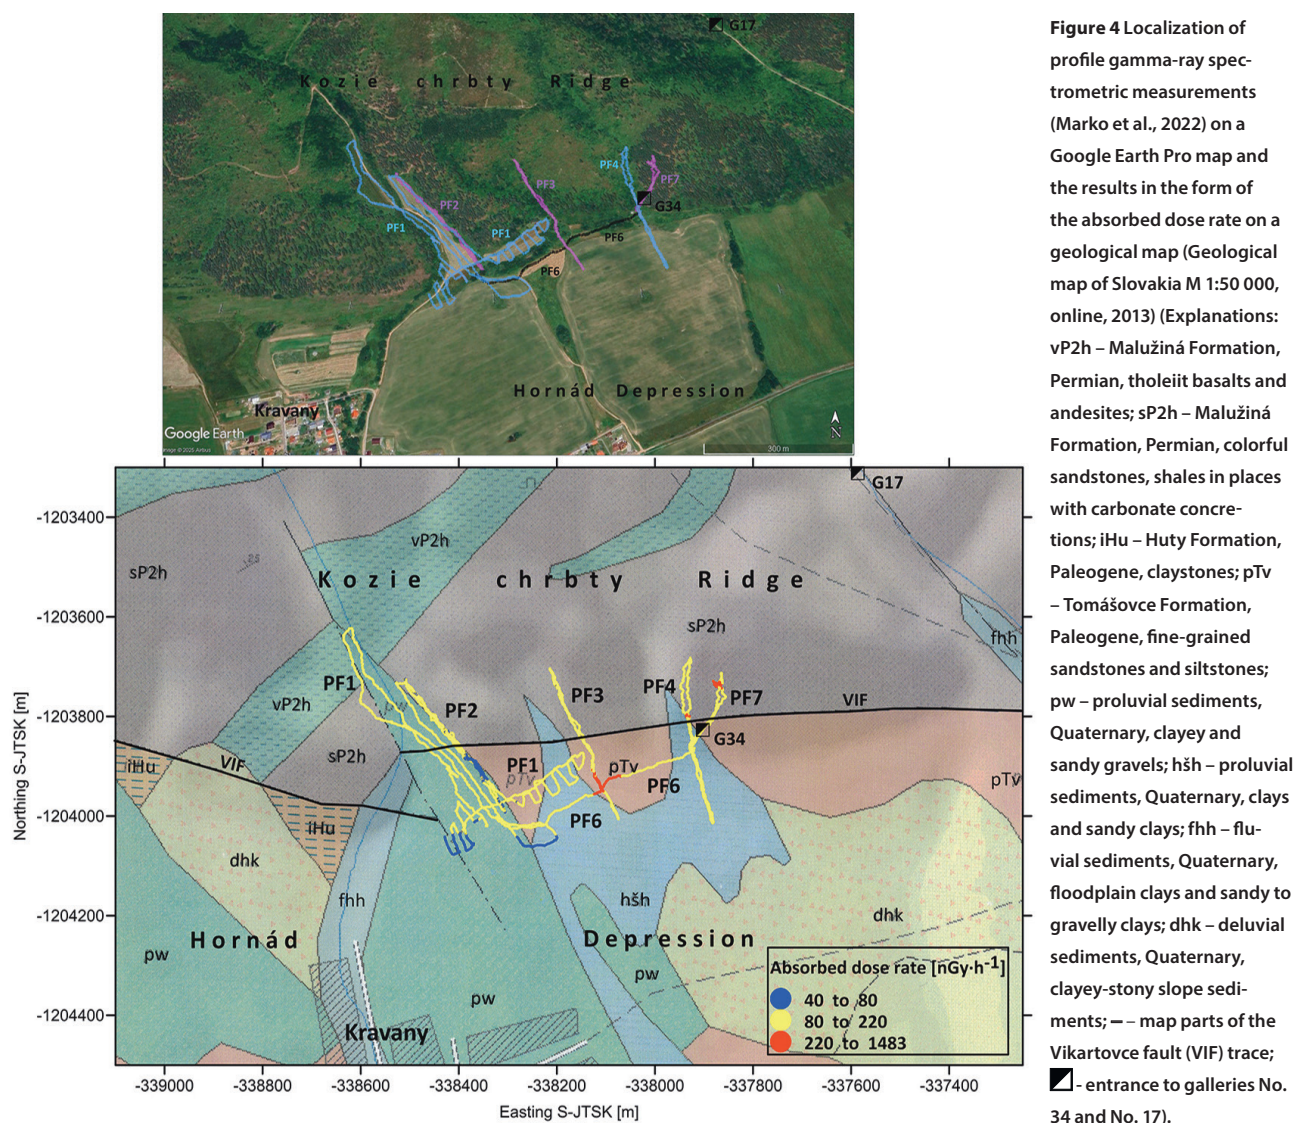 G17
Kozie chrbty Ridge
PF4
PF3
PF7
PF2
G34
PF1
PF1
PF6
PF6
Hornád Depression
Kravany
Google Earth
Image © 2025 Airbus
N
300 m
G17
-1203400
vP2h
sP2h
25
Kozie chrbty Ridge
-1203600
sP2h
fhh
PF1
PF3
PF4
PF7
vP2h
pw
PF2
VIF
-1203800
G34
sP2h
VIF
iHu
PF1
pTv
pTv
PF6
pTv
Northing S-JTSK [m]
-1204000
iHu
PF6
dhk
fhh
hšh
dhk
-1204200
Hornád
Depression
pw
pw
pw
Absorbed dose rate [nGy·h-1]
40 to 80
80 to 220
220 to 1483
-1204400
Kravany
-339000 -338800 -338600 -338400 -338200 -338000 -337800 -337600 -337400
Easting S-JTSK [m]
Figure 4 Localization of
profile gamma-ray spec-
trometric measurements
(Marko et al., 2022) on a
Google Earth Pro map and
the results in the form of
the absorbed dose rate on a
geological map (Geological
map of Slovakia M 1:50 000,
online, 2013) (Explanations:
vP2h – Malužiná Formation,
Permian, tholeiit basalts and
andesites; sP2h – Malužiná
Formation, Permian, colorful
sandstones, shales in places
with carbonate concre-
tions; iHu – Huty Formation,
Paleogene, claystones; pTv
– Tomášovce Formation,
Paleogene, fine-grained
sandstones and siltstones;
pw – proluvial sediments,
Quaternary, clayey and
sandy gravels; hšh – proluvial
sediments, Quaternary, clays
and sandy clays; fhh – flu-
vial sediments, Quaternary,
floodplain clays and sandy to
gravelly clays; dhk – deluvial
sediments, Quaternary,
clayey-stony slope sedi-
ments; – – map parts of the
Vikartovce fault (VIF) trace;
- entrance to galleries No.
34 and No. 17).